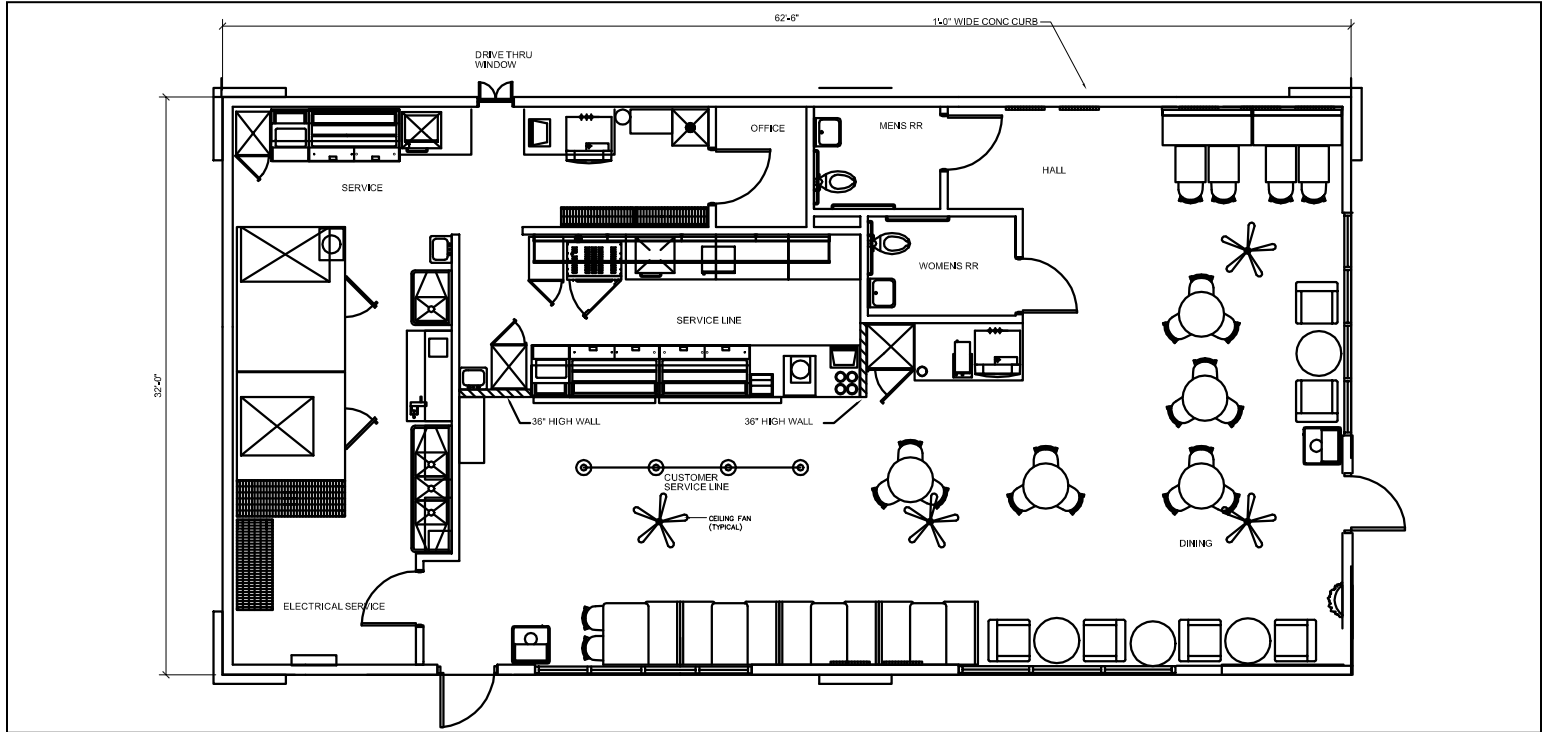 62'-6"
1'-0" WIDE CONC CURB
DRIVE THRU
WINDOW
OFFICE
MENS RR
HALL
SERVICE
WOMENS RR
SERVICE LINE
32'-0"
36" HIGH WALL
36" HIGH WALL
CUSTOMER
SERVICE LINE
CEILING FAN
(TYPICAL)
DINING
ELECTRICAL SERVICE